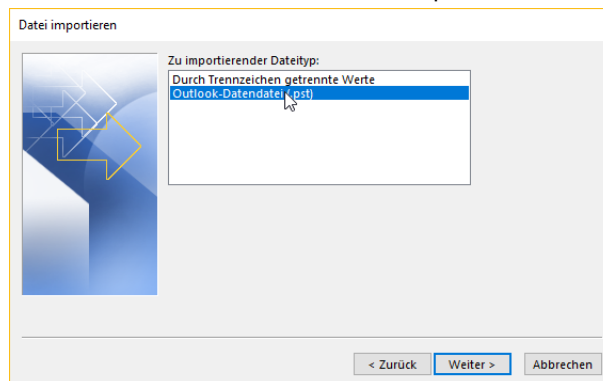 Datei importieren
Zu importierender Dateityp:
Durch Trennzeichen getrennte Werte
Outlook-Datendatei (.pst)
< Zurück
Weiter >
Abbrechen